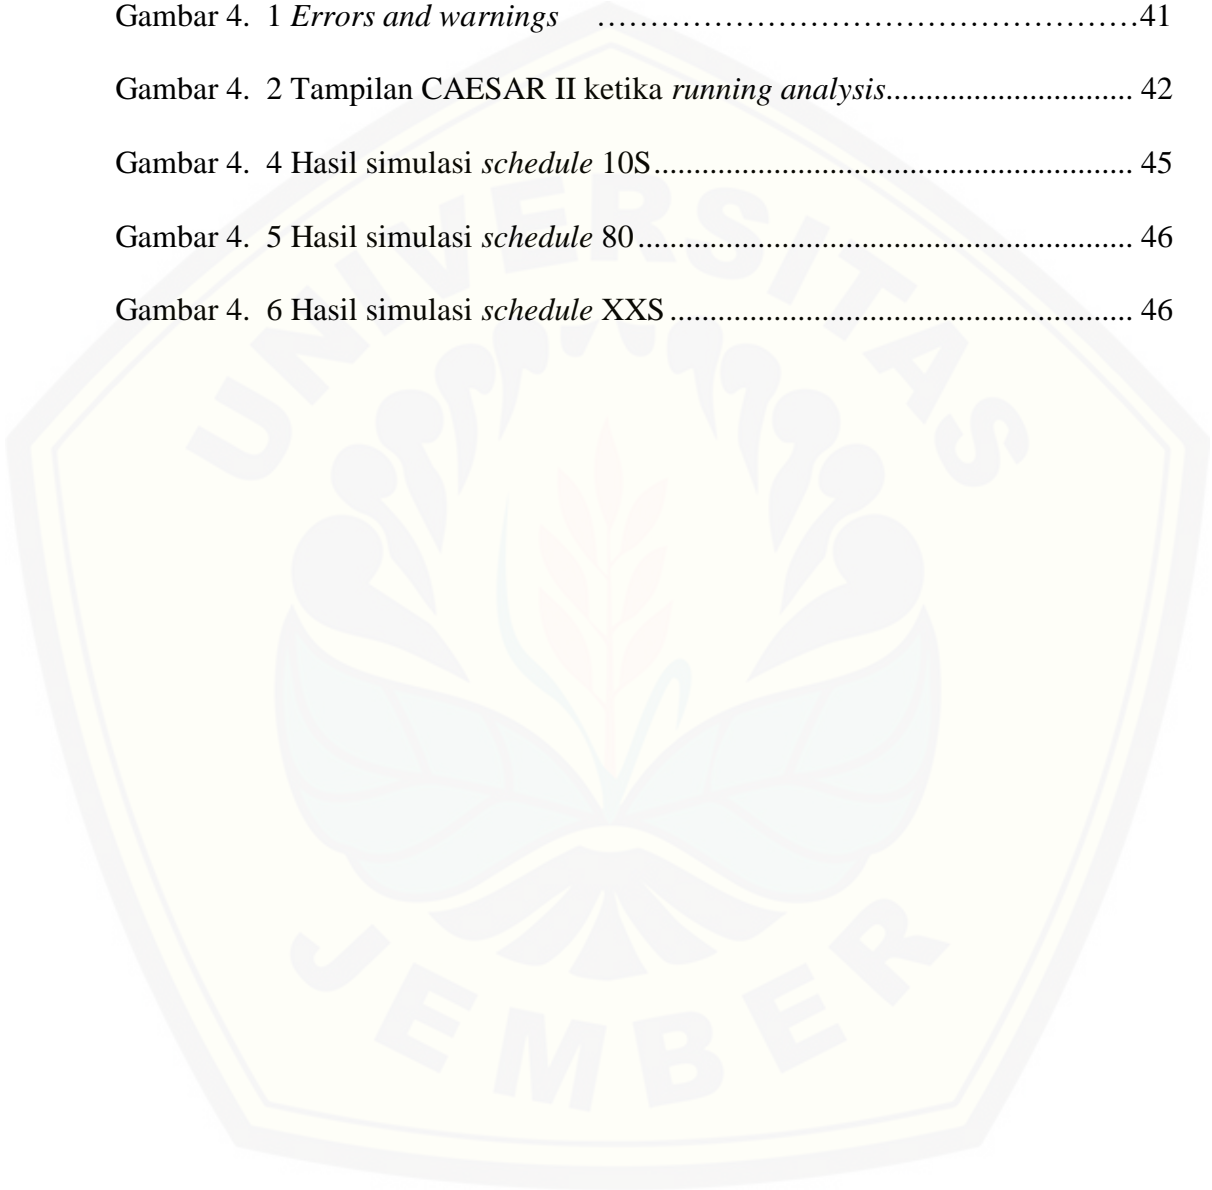 Gambar 4. 1 Errors and warnings ................................................41
Gambar 4. 2 Tampilan CAESAR II ketika running analysis............................... 42
Gambar 4. 4 Hasil simulasi schedule 10S............................................................ 45
Gambar 4. 5 Hasil simulasi schedule 80.............................................................. 46
Gambar 4. 6 Hasil simulasi schedule XXS.......................................................... 46
UNIVERSITAS
JEMBER